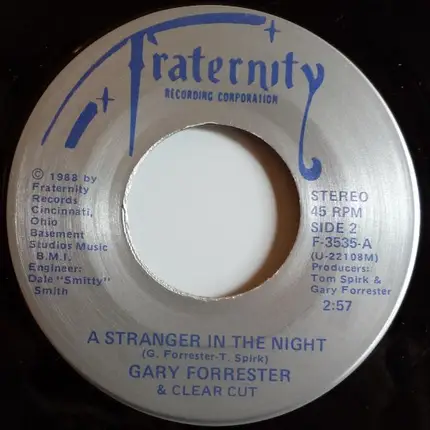 Fraternity
RECORDING CORPORATION
© 1988 by
Fraternity
Records
Cincinnati,
Ohio
Basement
Studios Music
B.M.I.
Engineer:
Dale "Smitty"
Smith
STEREO
45 RPM
SIDE 2
F-3535-A
(U-22108M)
Producers:
Tom Spirk &
Gary Forrester
2:57
A STRANGER IN THE NIGHT
(G. Forrester-T. Spirk)
GARY FORRESTER
& CLEAR CUT